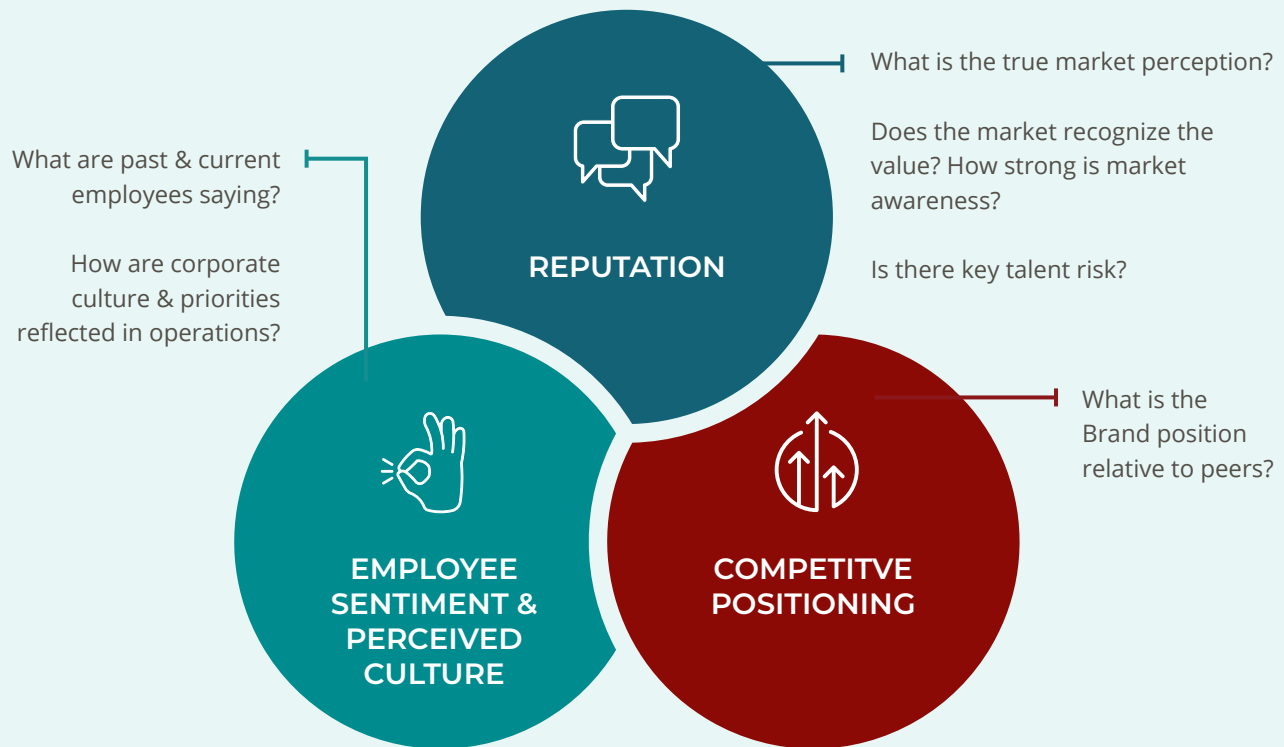 What is the true market perception?
Does the market recognize the
value? How strong is market
awareness?
Is there key talent risk?
REPUTATION
What are past & current
employees saying?
How are corporate
culture & priorities
reflected in operations?
EMPLOYEE
SENTIMENT &
PERCEIVED
CULTURE
COMPETITVE
POSITIONING
What is the
Brand position
relative to peers?